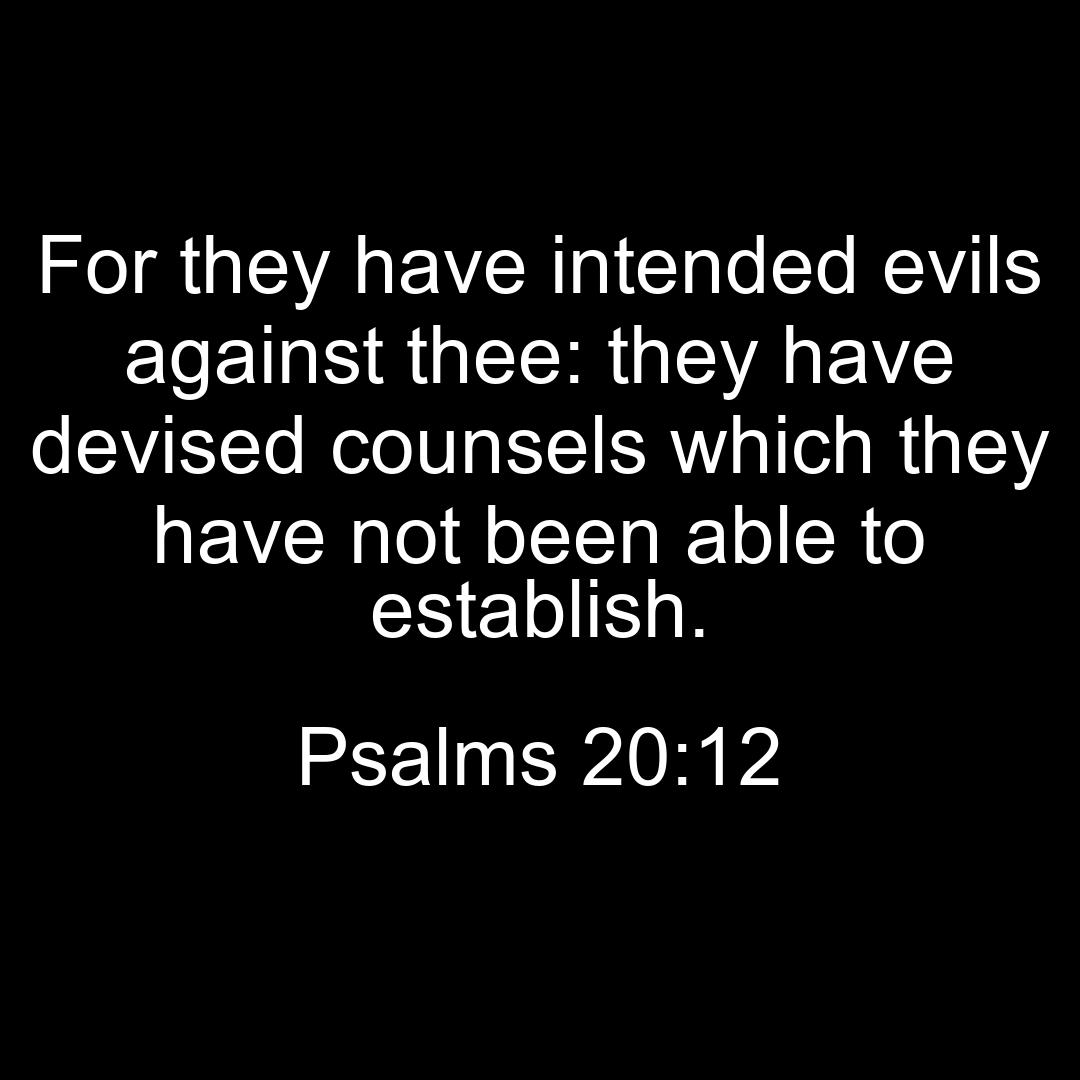 For they have intended evils
against thee: they have
devised counsels which they
have not been able to
establish.
Psalms 20:12